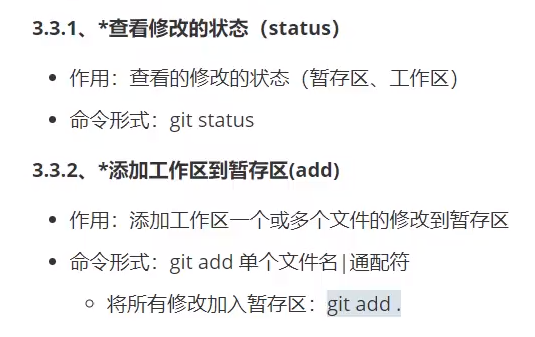 3.3.1、*查看修改的状态（status）
作用：查看的修改的状态（暂存区、工作区）
命令形式：git status
3.3.2、*添加工作区到暂存区(add)
作用：添加工作区一个或多个文件的修改到暂存区
命令形式：git add 单个文件名|通配符
将所有修改加入暂存区：git add .